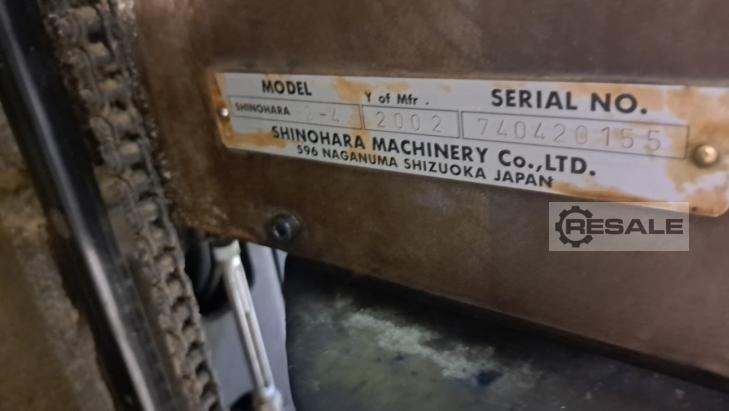 MODEL Y of Mfr. SERIAL NO.
SHINOHARA 2002 740420155
SHINOHARA MACHINERY CO.,LTD.
596 NAGANUMA SHIZUOKA JAPAN
RESALE